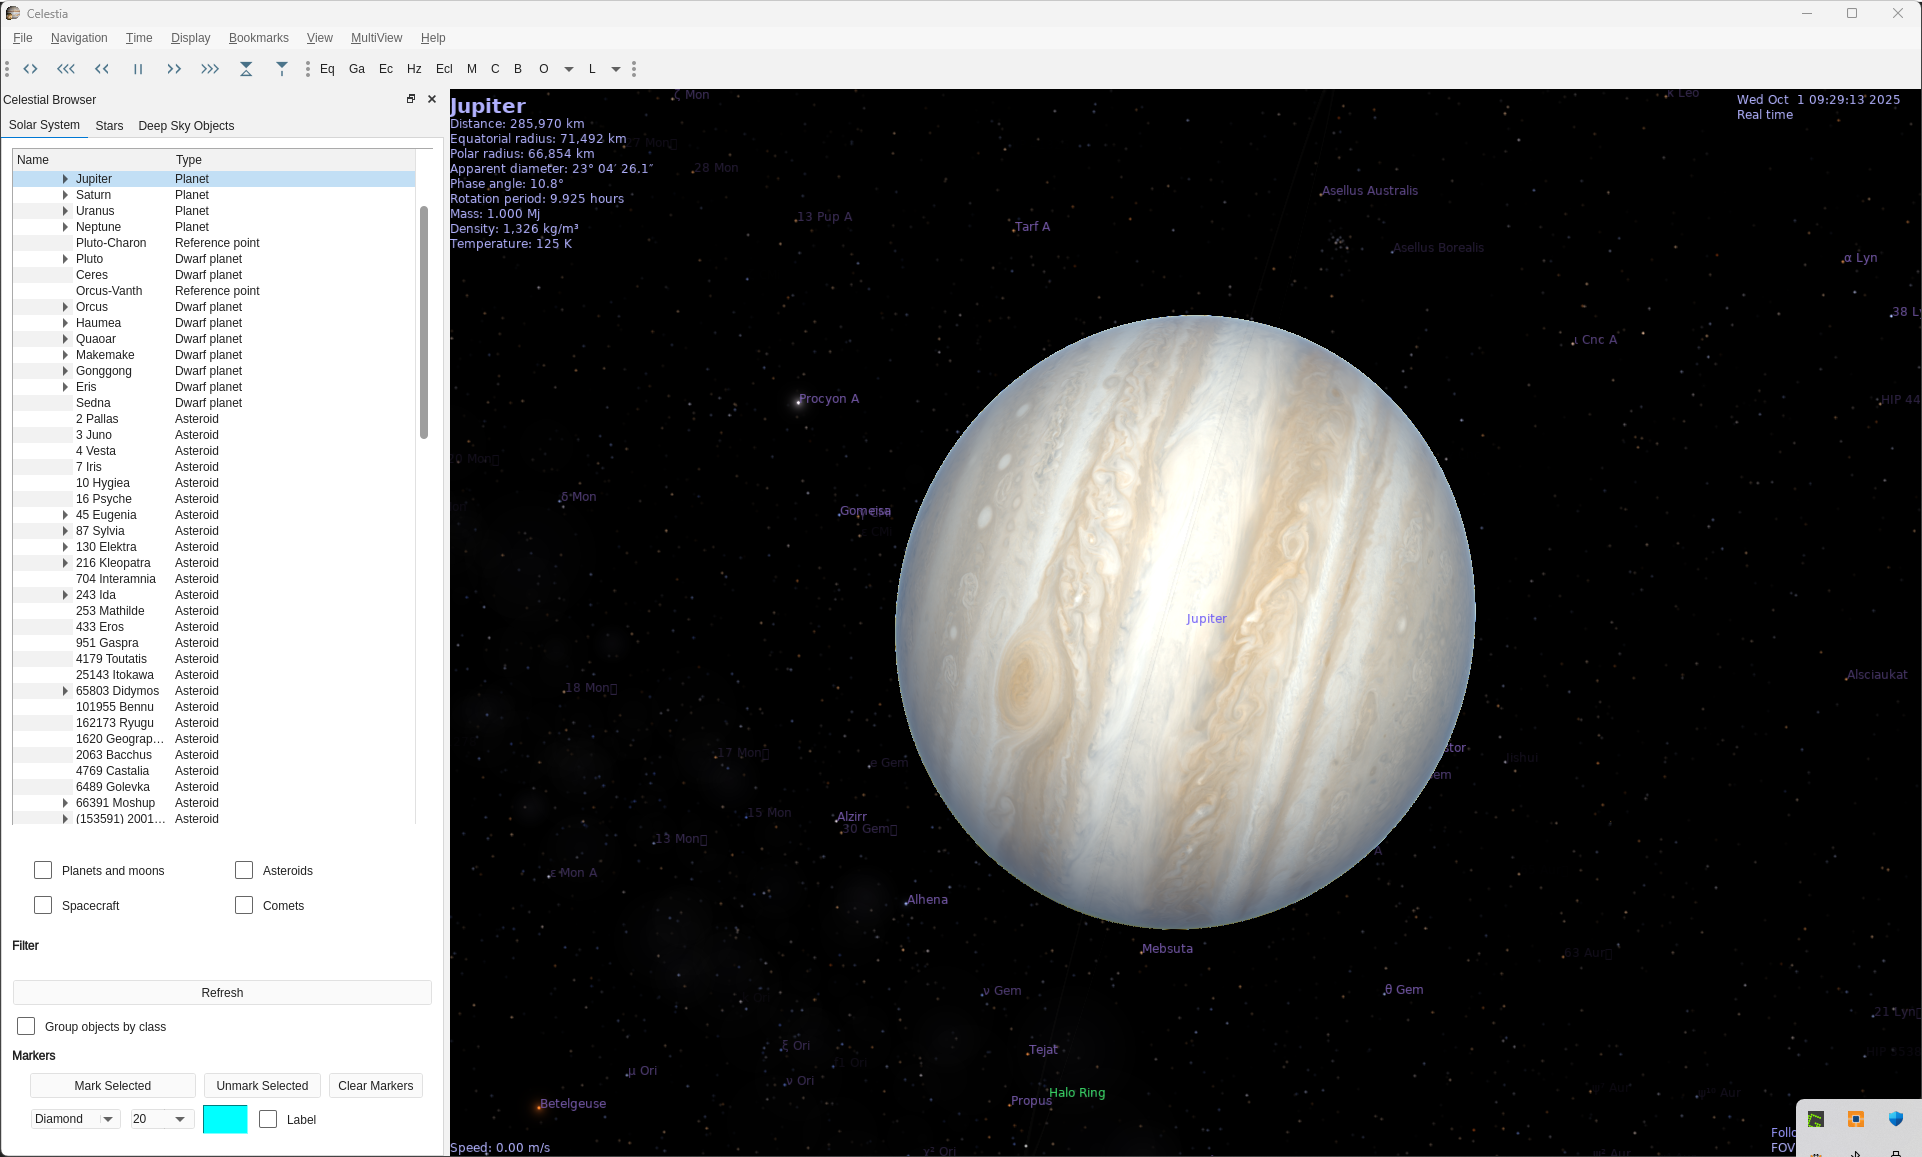 Celestia
File Navigation Time Display Bookmarks View MultiView Help
Eq Ga Ec Hz Ecl M C B O L
Celestial Browser
Solar System Stars Deep Sky Objects
Name Type
Jupiter Planet
Saturn Planet
Uranus Planet
Neptune Planet
Pluto-Charon Reference point
Pluto Dwarf planet
Ceres Dwarf planet
Orcus-Vanth Reference point
Orcus Dwarf planet
Haumea Dwarf planet
Quaoar Dwarf planet
Makemake Dwarf planet
Gonggong Dwarf planet
Eris Dwarf planet
Sedna Dwarf planet
2 Pallas Asteroid
3 Juno Asteroid
4 Vesta Asteroid
7 Iris Asteroid
10 Hygiea Asteroid
16 Psyche Asteroid
45 Eugenia Asteroid
87 Sylvia Asteroid
130 Elektra Asteroid
216 Kleopatra Asteroid
704 Interamnia Asteroid
243 Ida Asteroid
253 Mathilde Asteroid
433 Eros Asteroid
951 Gaspra Asteroid
4179 Toutatis Asteroid
25143 Itokawa Asteroid
65803 Didymos Asteroid
101955 Bennu Asteroid
162173 Ryugu Asteroid
1620 Geograp... Asteroid
2063 Bacchus Asteroid
4769 Castalia Asteroid
6489 Golevka Asteroid
66391 Moshup Asteroid
(153591) 2001... Asteroid
Planets and moons Asteroids
Spacecraft Comets
Filter
Refresh
Group objects by class
Markers
Mark Selected Unmark Selected Clear Markers
Diamond 20 Label
Jupiter
Distance: 285,970 km
Equatorial radius: 71,492 km
Polar radius: 66,854 km
Apparent diameter: 23° 04′ 26.1″
Phase angle: 10.8°
Rotation period: 9.925 hours
Mass: 1.000 Mj
Density: 1,326 kg/m³
Temperature: 125 K
Wed Oct 1 09:29:13 2025
Real time
ζ Mon
κ Leo
28 Mon
Asellus Australis
13 Pup A
Tarf A
Asellus Borealis
α Lyn
38 Ly
ι Cnc A
Procyon A
HIP 44
20 Mon
δ Mon
Gomeisa
Jupiter
Alsciaukat
18 Mon
stor
17 Mon
e Gem
em
15 Mon
Alzirr
30 Gem
13 Mon
A
ε Mon A
Alhena
Mebsuta
63 Aur
ν Gem
θ Gem
21 Lyn
ξ Ori
Tejat
μ Ori
ν Ori
Halo Ring
Propus
Betelgeuse
Speed: 0.00 m/s
Follo
FOV